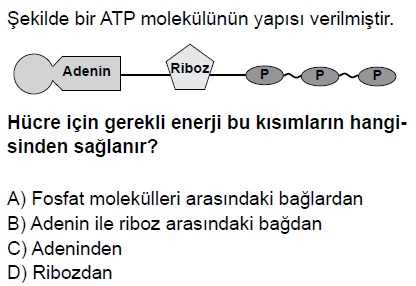 Şekilde bir ATP molekülünün yapısı verilmiştir.
Adenin Riboz P P P
Hücre için gerekli enerji bu kısımların hangi-
sinden sağlanır?
A) Fosfat molekülleri arasındaki bağlardan
B) Adenin ile riboz arasındaki bağdan
C) Adeninden
D) Ribozdan